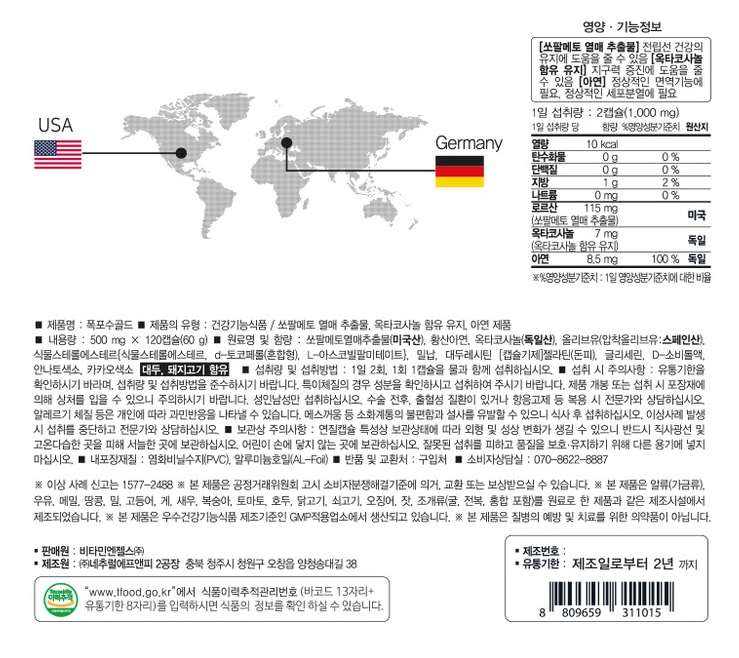 영양 · 기능정보
[쏘팔메토 열매 추출물] 전립선 건강의
유지에 도움을 줄 수 있음 [옥타코사놀
함유 유지] 지구력 증진에 도움을 줄
수 있음 [아연] 정상적인 면역기능에
필요, 정상적인 세포분열에 필요
1일 섭취량 : 2캡슐(1,000 mg)
1일 섭취량 당 함량 %영양성분기준치 원산지
열량 10 kcal
탄수화물 0 g 0 %
단백질 0 g 0 %
지방 1 g 2 %
나트륨 0 mg 0 %
로르산 115 mg
(쏘팔메토 열매 추출물) 미국
옥타코사놀 7 mg
(옥타코사놀 함유 유지) 독일
아연 8.5 mg 100 % 독일
※%영양성분기준치 : 1일 영양성분기준치에 대한 비율
USA
Germany
■ 제품명 : 폭포수골드 ■ 제품의 유형 : 건강기능식품 / 쏘팔메토 열매 추출물, 옥타코사놀 함유 유지, 아연 제품
■ 내용량 : 500 mg × 120캡슐(60 g) ■ 원료명 및 함량 : 쏘팔메토열매추출물(미국산), 황산아연, 옥타코사놀(독일산), 올리브유(압착올리브유:스페인산),
식물스테롤에스테르[식물스테롤에스테르, d-토코페롤(혼합형), L-아스코빌팔미테이트], 밀납, 대두레시틴 [캡슐기제]젤라틴(돈피), 글리세린, D-소비톨액,
안나토색소, 카카오색소 대두, 돼지고기 함유 ■ 섭취량 및 섭취방법 : 1일 2회, 1회 1캡슐을 물과 함께 섭취하십시오. ■ 섭취 시 주의사항 : 유통기한을
확인하시기 바라며, 섭취량 및 섭취방법을 준수하시기 바랍니다. 특이체질의 경우 성분을 확인하시고 섭취하여 주시기 바랍니다. 제품 개봉 또는 섭취 시 포장재에
의해 상처를 입을 수 있으니 주의하시기 바랍니다. 성인남성만 섭취하십시오. 수술 전후, 출혈성 질환이 있거나 항응고제 등 복용 시 전문가와 상담하십시오.
알레르기 체질 등은 개인에 따라 과민반응을 나타낼 수 있습니다. 메스꺼움 등 소화계통의 불편함과 설사를 유발할 수 있으니 식사 후 섭취하십시오. 이상사례 발생
시 섭취를 중단하고 전문가와 상담하십시오. ■ 보관상 주의사항 : 연질캡슐 특성상 보관상태에 따라 외형 및 성상 변화가 생길 수 있으니 반드시 직사광선 및
고온다습한 곳을 피해 서늘한 곳에 보관하십시오. 어린이 손에 닿지 않는 곳에 보관하십시오. 잘못된 섭취를 피하고 품질을 보호·유지하기 위해 다른 용기에 넣지
마십시오. ■ 내포장재질 : 염화비닐수지(PVC), 알루미늄호일(AL-Foil) ■ 반품 및 교환처 : 구입처 ■ 소비자상담실 : 070-8622-8887
※ 이상 사례 신고는 1577-2488 ※ 본 제품은 공정거래위원회 고시 소비자분쟁해결기준에 의거, 교환 또는 보상받으실 수 있습니다. ※ 본 제품은 알류(가금류),
우유, 메밀, 땅콩, 밀, 고등어, 게, 새우, 복숭아, 토마토, 호두, 닭고기, 쇠고기, 오징어, 잣, 조개류(굴, 전복, 홍합 포함)를 원료로 한 제품과 같은 제조시설에서
제조되었습니다. ※ 본 제품은 우수건강기능식품 제조기준인 GMP적용업소에서 생산되고 있습니다. ※ 본 제품은 질병의 예방 및 치료를 위한 의약품이 아닙니다.
▪ 판매원 : 비타민엔젤스㈜
▪ 제조원 : ㈜네추럴에프앤피 2공장 충북 청주시 청원구 오창읍 양청송대길 38
이력추적
"www.tfood.go.kr"에서 식품이력추적관리번호 (바코드 13자리+
유통기한 8자리)를 입력하시면 식품의 정보를 확인 하실 수 있습니다.
▪ 제조번호 :
▪ 유통기한 : 제조일로부터 2년 까지
8 809659 311015